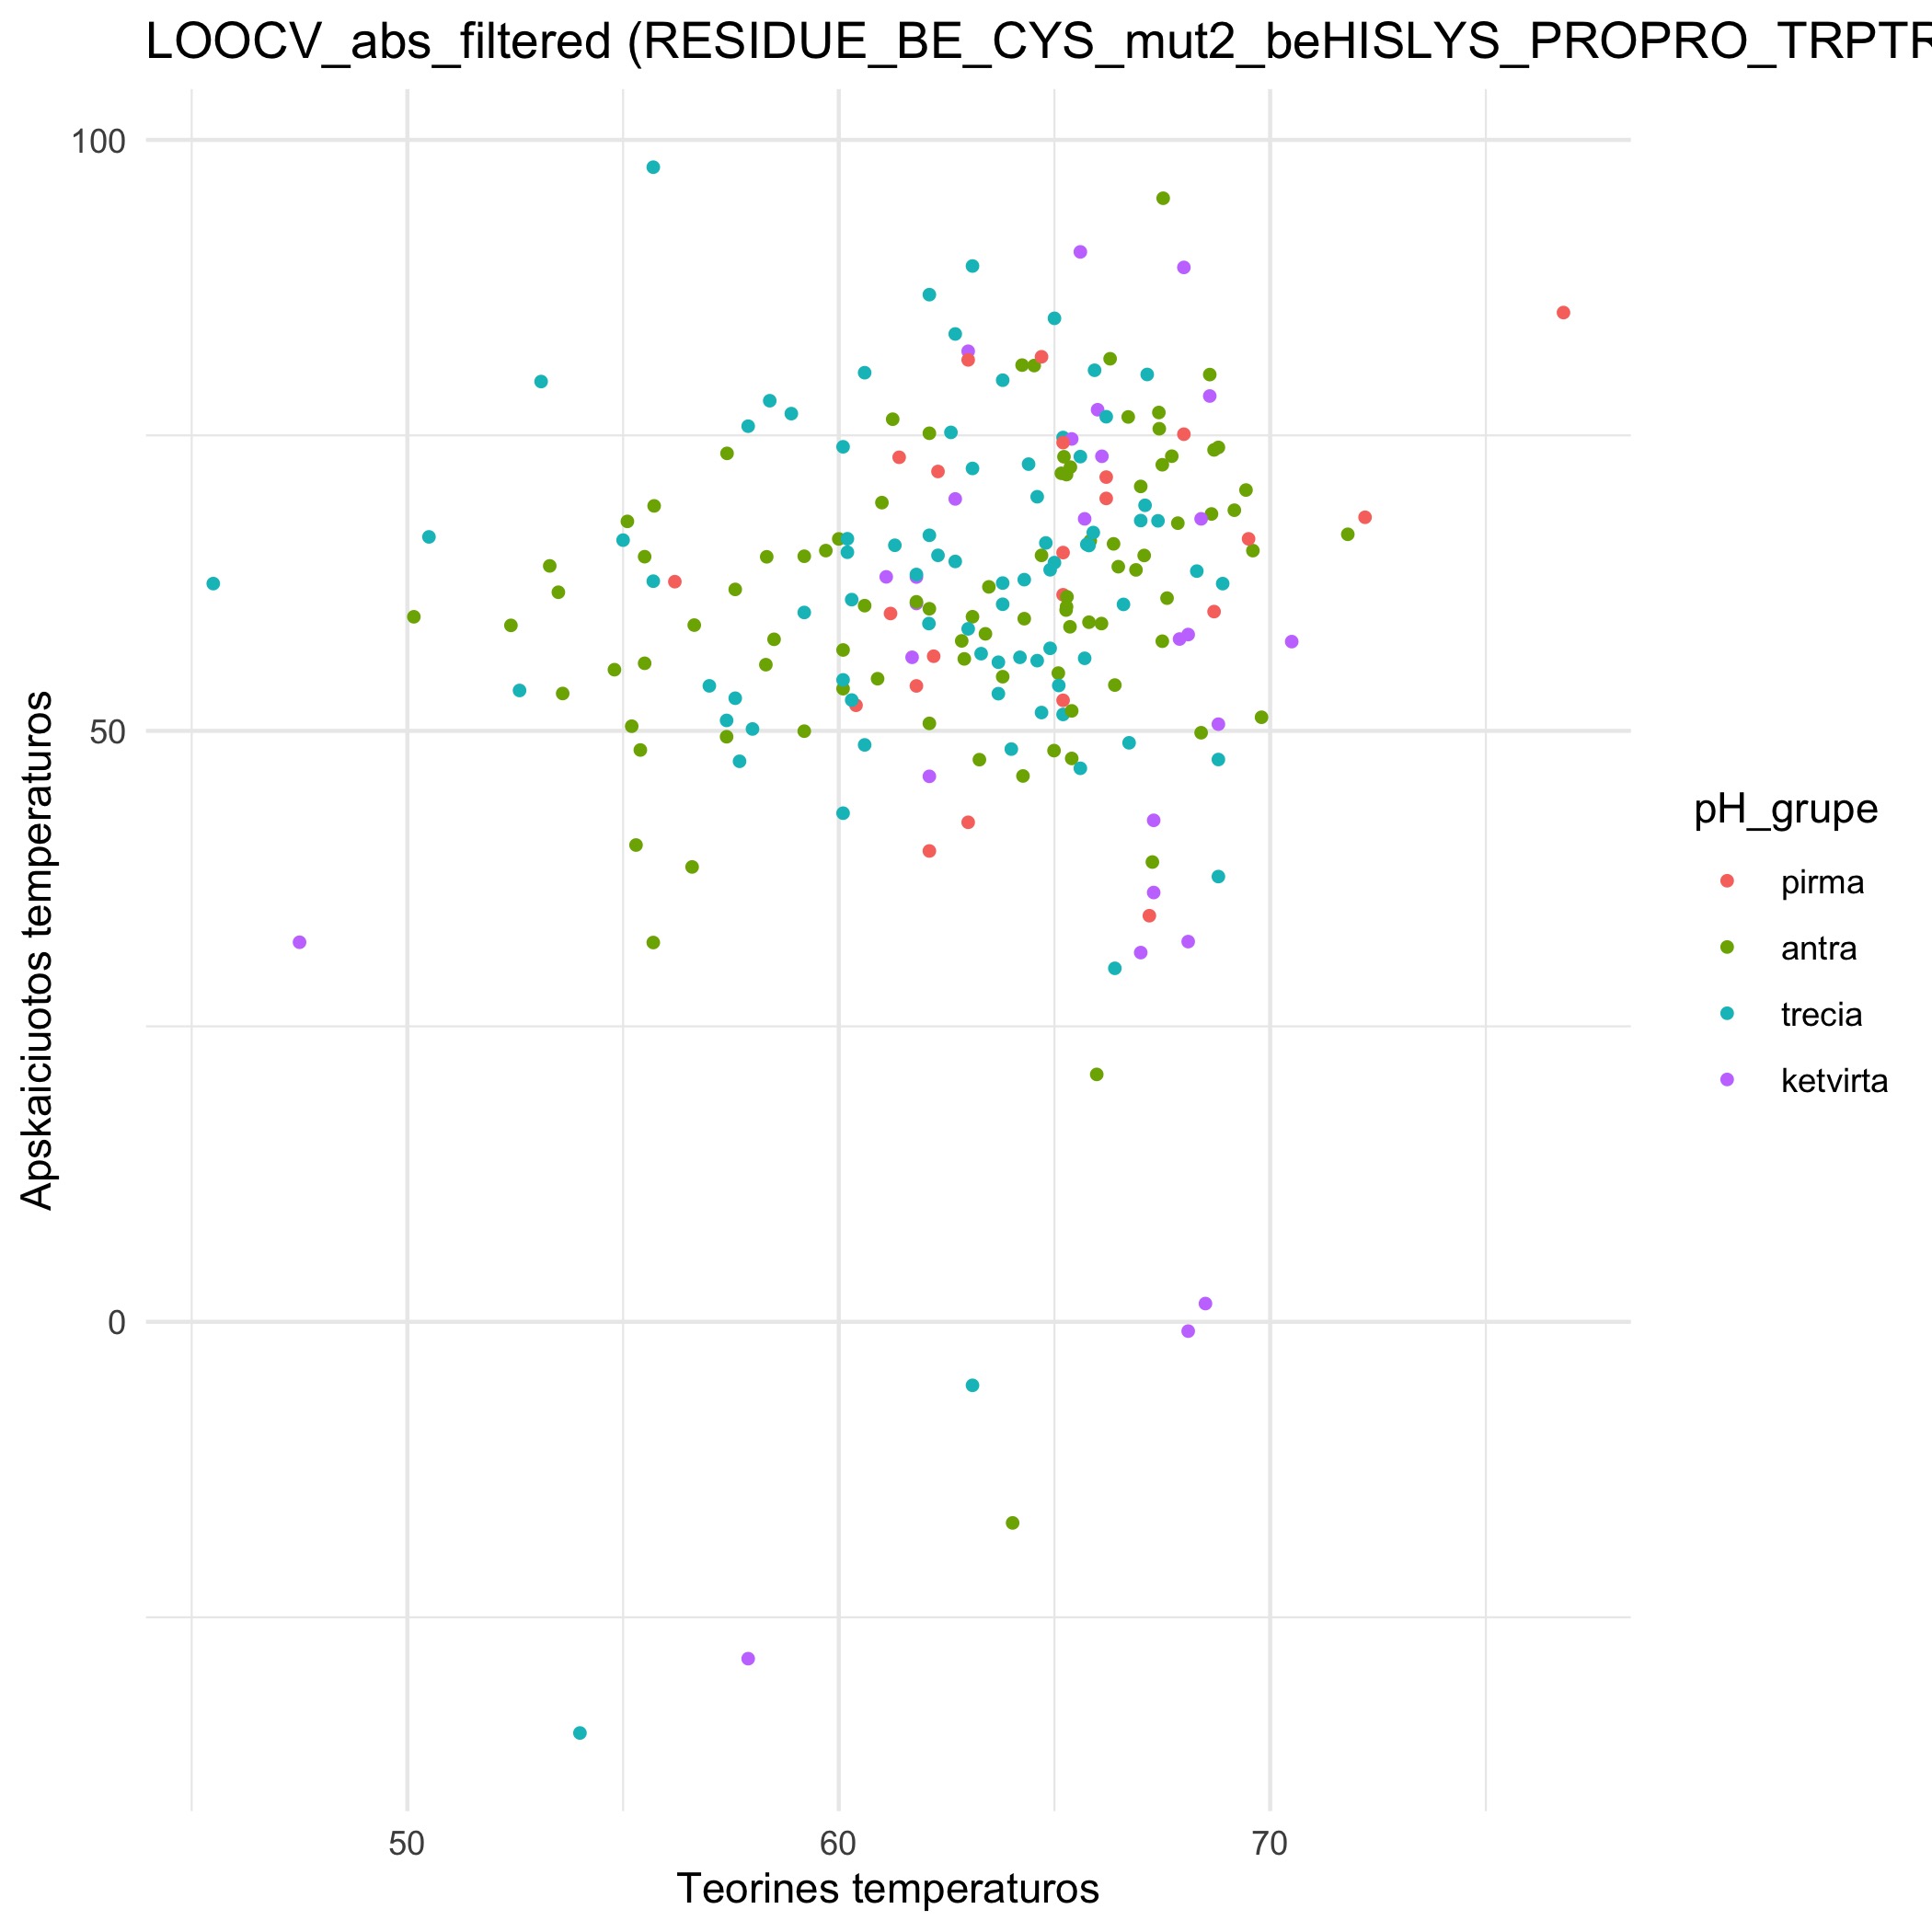 LOOCV_abs_filtered (RESIDUE_BE_CYS_mut2_beHISLYS_PROPRO_TRPTR
100
50
0
Apskaiciuotos temperaturos
50
60
70
Teorines temperaturos
pH_grupe
pirma
antra
trecia
ketvirta